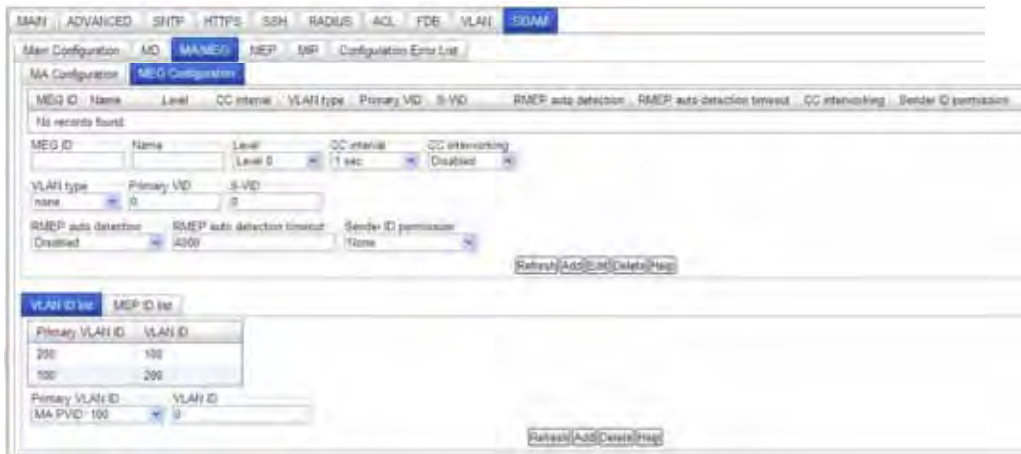 MAIN ADVANCED SNTP HTTPS SSH RADIUS ACL FDB VLAN SOAM
Main Configuration MD MA/MEG MEP MIP Configuration Error List
MA Configuration MEG Configuration
MEG ID Name Level CC interval VLAN type Primary VID S-VID RMEP auto detection RMEP auto detection timeout CC interworking Sender ID permission
No records found.
MEG ID Name Level CC interval CC interworking
Level 0 1 sec Disabled
VLAN type Primary VID S-VID
none 0 0
RMEP auto detection RMEP auto detection timeout Sender ID permission
Disabled 4000 None
Refresh Add Edit Delete Help
VLAN ID list MEP ID list
Primary VLAN ID VLAN ID
200 100
100 200
Primary VLAN ID VLAN ID
MA PVID: 100 0
Refresh Add Delete Help